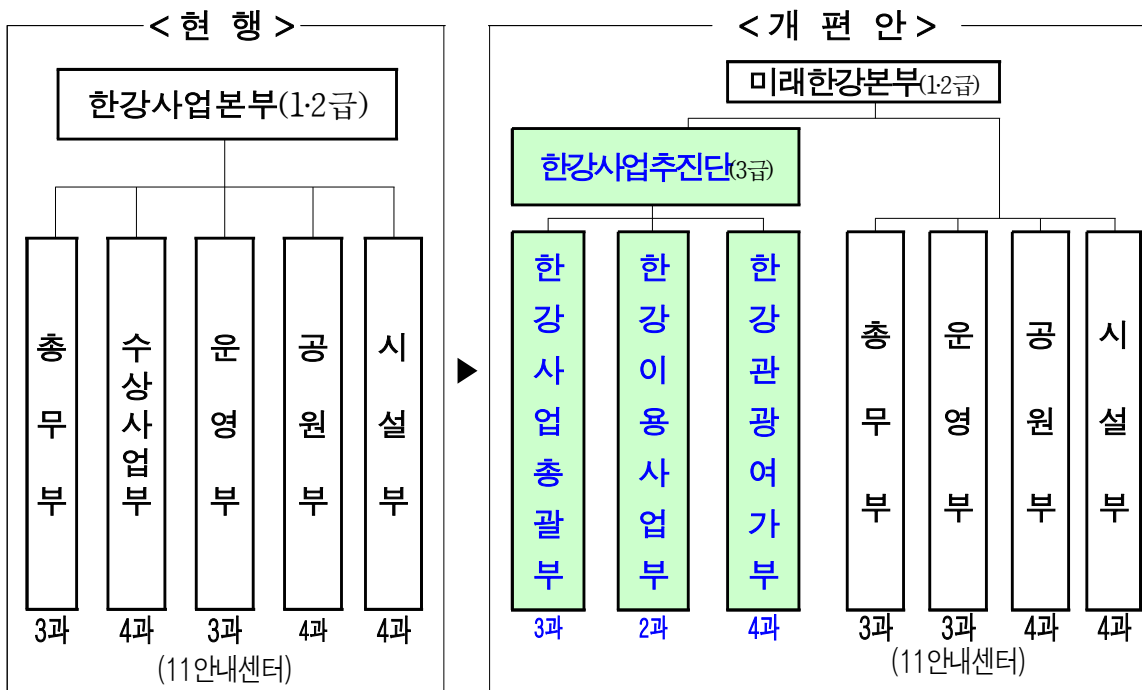 < 현 행 >
한강사업본부(1·2급)
총무부
수상사업부
운영부
공원부
시설부
3과 4과 3과 4과 4과
(11안내센터)
▶
< 개 편 안 >
미래한강본부(1·2급)
한강사업추진단(3급)
한강사업총괄부
한강이용사업부
한강관광여가부
총무부
운영부
공원부
시설부
3과 2과 4과 3과 3과 4과 4과
(11안내센터)